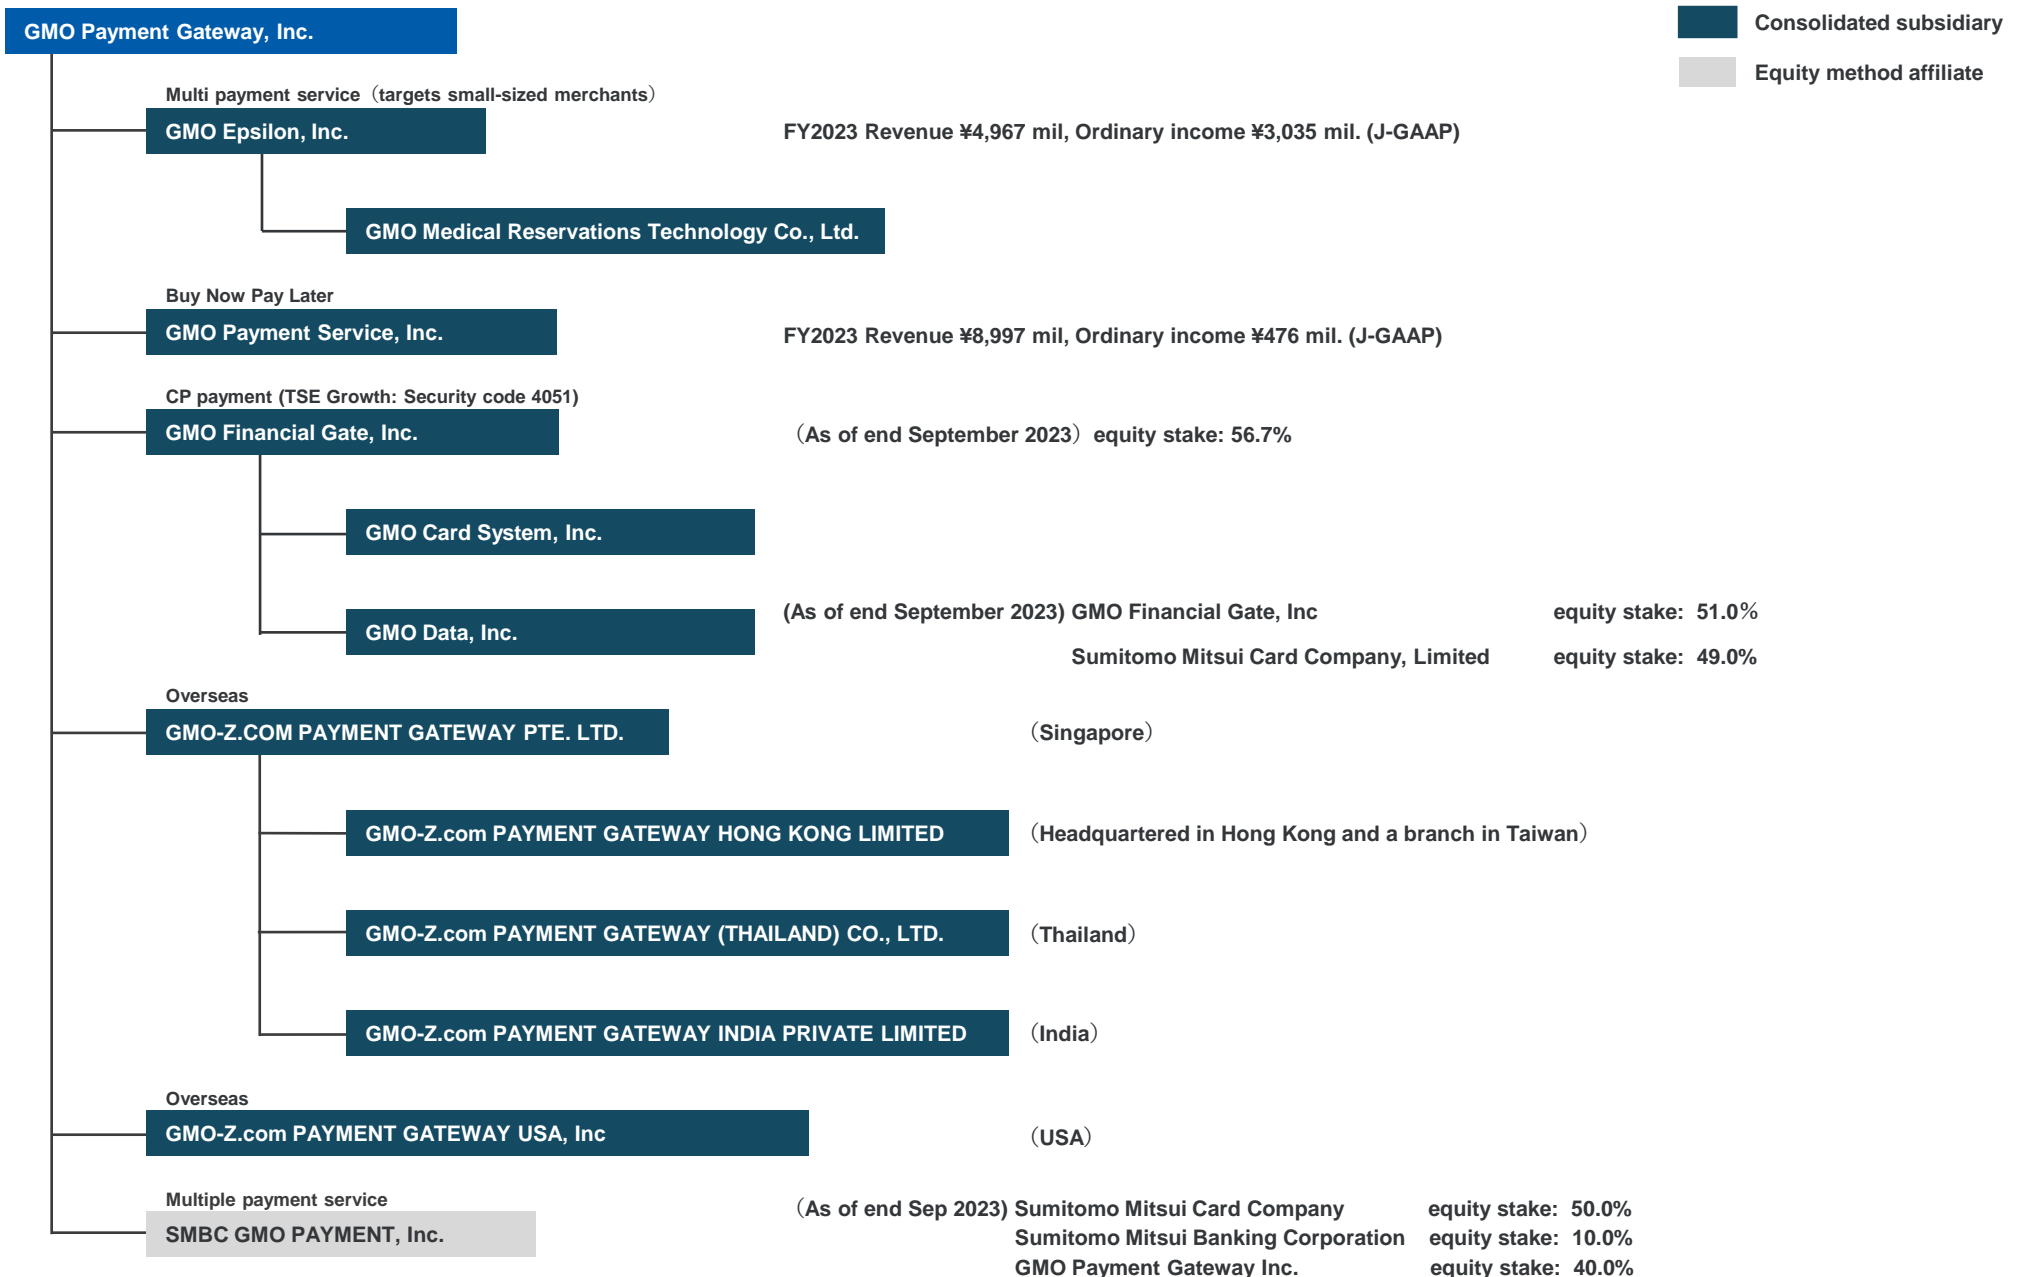 GMO Payment Gateway, Inc.
Consolidated subsidiary
Equity method affiliate
Multi payment service（targets small-sized merchants）
GMO Epsilon, Inc.
FY2023 Revenue ¥4,967 mil, Ordinary income ¥3,035 mil. (J-GAAP)
GMO Medical Reservations Technology Co., Ltd.
Buy Now Pay Later
GMO Payment Service, Inc.
FY2023 Revenue ¥8,997 mil, Ordinary income ¥476 mil. (J-GAAP)
CP payment (TSE Growth: Security code 4051)
GMO Financial Gate, Inc.
（As of end September 2023）equity stake: 56.7%
GMO Card System, Inc.
GMO Data, Inc.
(As of end September 2023) GMO Financial Gate, Inc equity stake: 51.0％
Sumitomo Mitsui Card Company, Limited equity stake: 49.0%
Overseas
GMO-Z.COM PAYMENT GATEWAY PTE. LTD.
（Singapore）
GMO-Z.com PAYMENT GATEWAY HONG KONG LIMITED
（Headquartered in Hong Kong and a branch in Taiwan）
GMO-Z.com PAYMENT GATEWAY (THAILAND) CO., LTD.
（Thailand）
GMO-Z.com PAYMENT GATEWAY INDIA PRIVATE LIMITED
（India）
Overseas
GMO-Z.com PAYMENT GATEWAY USA, Inc
（USA）
Multiple payment service
SMBC GMO PAYMENT, Inc.
（As of end Sep 2023) Sumitomo Mitsui Card Company equity stake: 50.0%
Sumitomo Mitsui Banking Corporation equity stake: 10.0%
GMO Payment Gateway Inc. equity stake: 40.0%